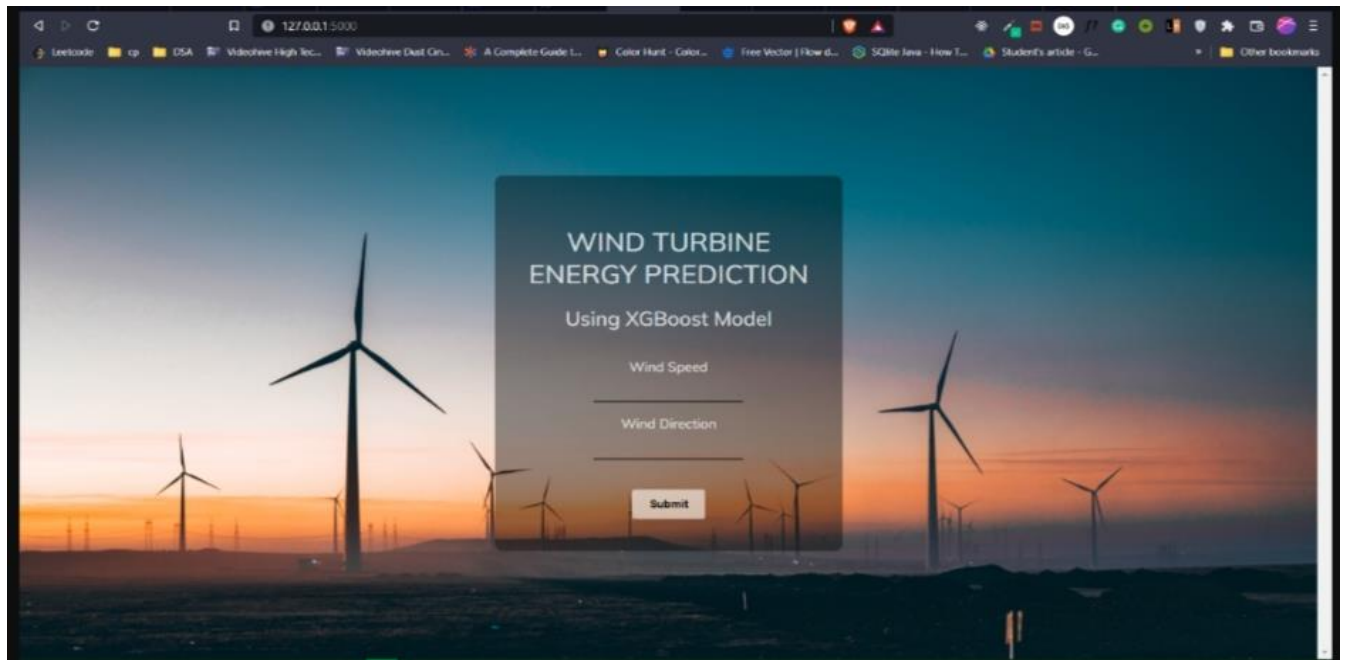 127.0.0.1:5000
Leetcode cp DSA Videohive High Tec... Videohive Dust Cin... A Complete Guide t... Color Hunt - Color... Free Vector | Flow d... SQlite Java - How T... Student's article - G... Other bookmarks
WIND TURBINE
ENERGY PREDICTION
Using XGBoost Model
Wind Speed
Wind Direction
Submit